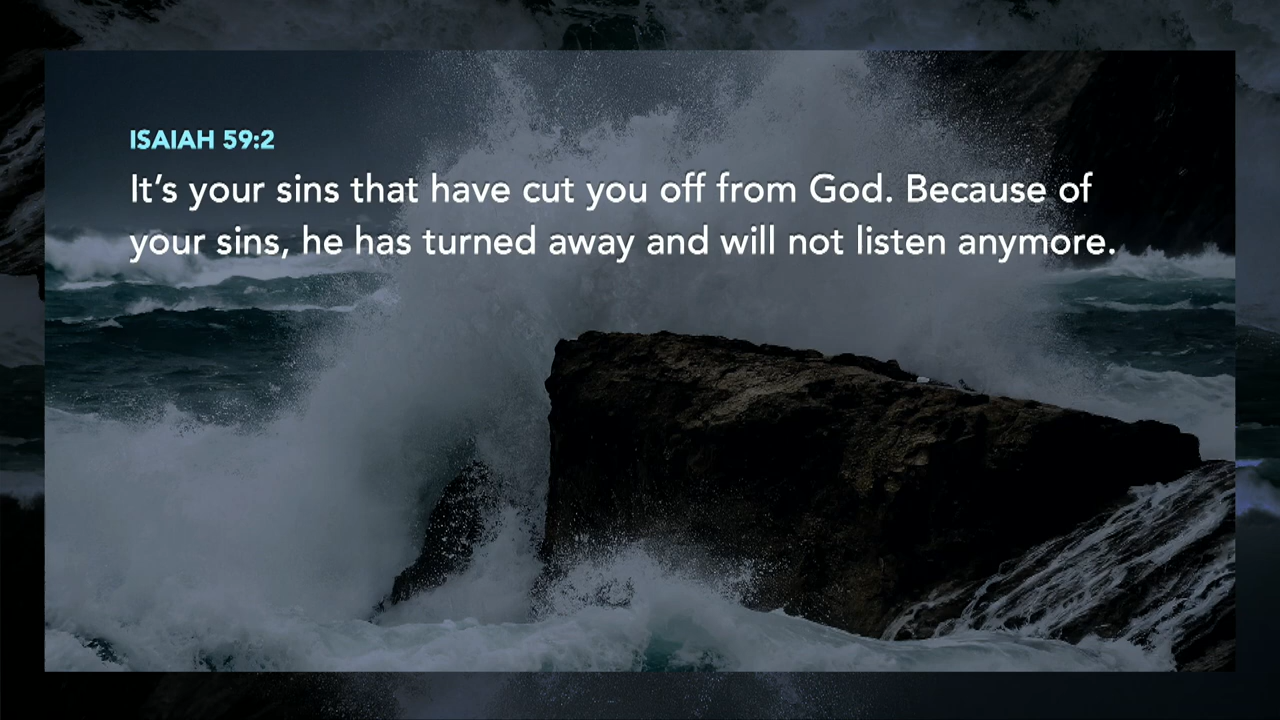 ISAIAH 59:2
It’s your sins that have cut you off from God. Because of
your sins, he has turned away and will not listen anymore.